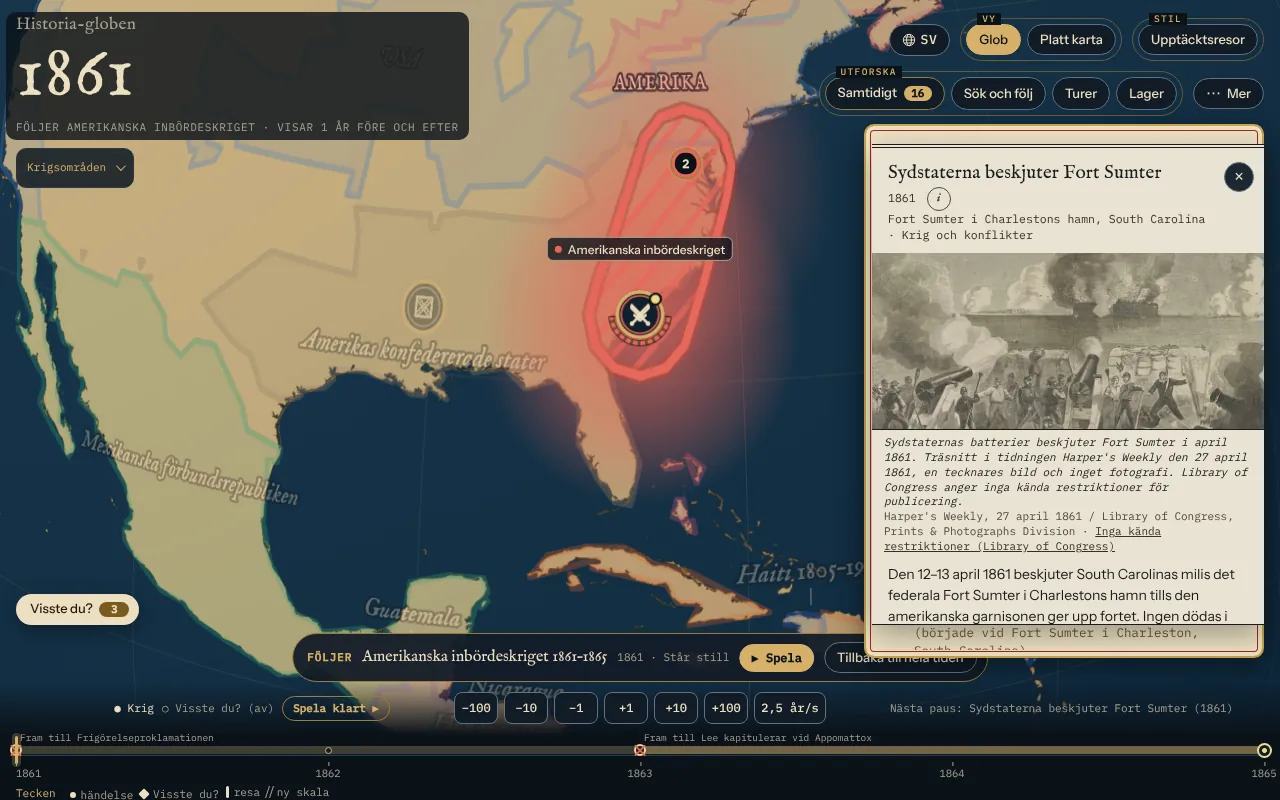 Historia-globen
1861
FÖLJER AMERIKANSKA INBÖRDESKRIGET · VISAR 1 ÅR FÖRE OCH EFTER
Krigsområden
SV
VY
Glob
Platt karta
STIL
Upptäcktsresor
UTFORSKA
Samtidigt 16
Sök och följ
Turer
Lager
··· Mer
USA
AMERIKA
2
Amerikanska inbördeskriget
Amerikas konfedererade stater
Mexikanska förbundsrepubliken
Guatemala
Haiti 1805-19
Nicaragua
Sydstaterna beskjuter Fort Sumter
×
1861 i
Fort Sumter i Charlestons hamn, South Carolina
· Krig och konflikter
Sydstaternas batterier beskjuter Fort Sumter i april
1861. Träsnitt i tidningen Harper's Weekly den 27 april
1861, en tecknares bild och inget fotografi. Library of
Congress anger inga kända restriktioner för
publicering.
Harper's Weekly, 27 april 1861 / Library of Congress,
Prints & Photographs Division · Inga kända
restriktioner (Library of Congress)
Den 12–13 april 1861 beskjuter South Carolinas milis det
federala Fort Sumter i Charlestons hamn tills den
amerikanska garnisonen ger upp fortet. Ingen dödas i
(började vid Fort Sumter i Charleston,
South Carolina)
Visste du? 3
FÖLJER Amerikanska inbördeskriget 1861-1865 1861 · Står still ▶ Spela Tillbaka till hela tiden
● Krig ○ Visste du? (av) Spela klart ▶
−100 −10 −1 +1 +10 +100 2,5 år/s
Nästa paus: Sydstaterna beskjuter Fort Sumter (1861)
Fram till Frigörelseproklamationen
Fram till Lee kapitulerar vid Appomattox
1861 1862 1863 1864 1865
Tecken ● händelse ◆ Visste du? resa // ny skala